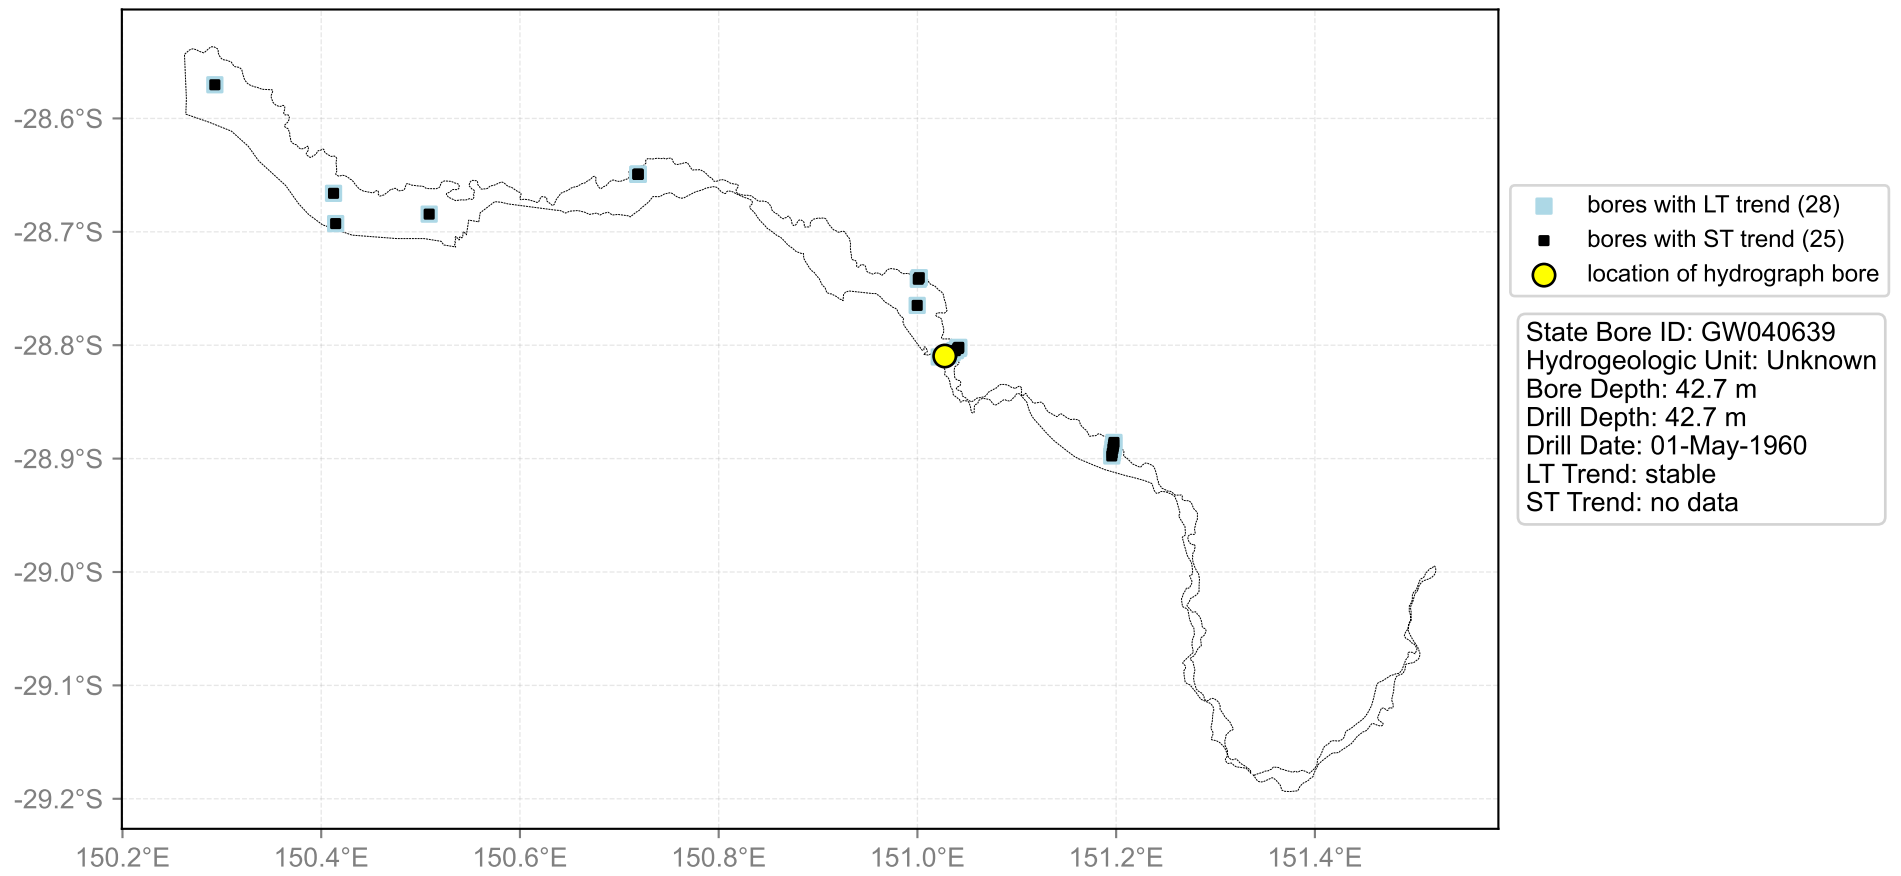 -28.6°S
-28.7°S
-28.8°S
-28.9°S
-29.0°S
-29.1°S
-29.2°S
150.2°E
150.4°E
150.6°E
150.8°E
151.0°E
151.2°E
151.4°E
bores with LT trend (28)
bores with ST trend (25)
location of hydrograph bore
State Bore ID: GW040639
Hydrogeologic Unit: Unknown
Bore Depth: 42.7 m
Drill Depth: 42.7 m
Drill Date: 01-May-1960
LT Trend: stable
ST Trend: no data